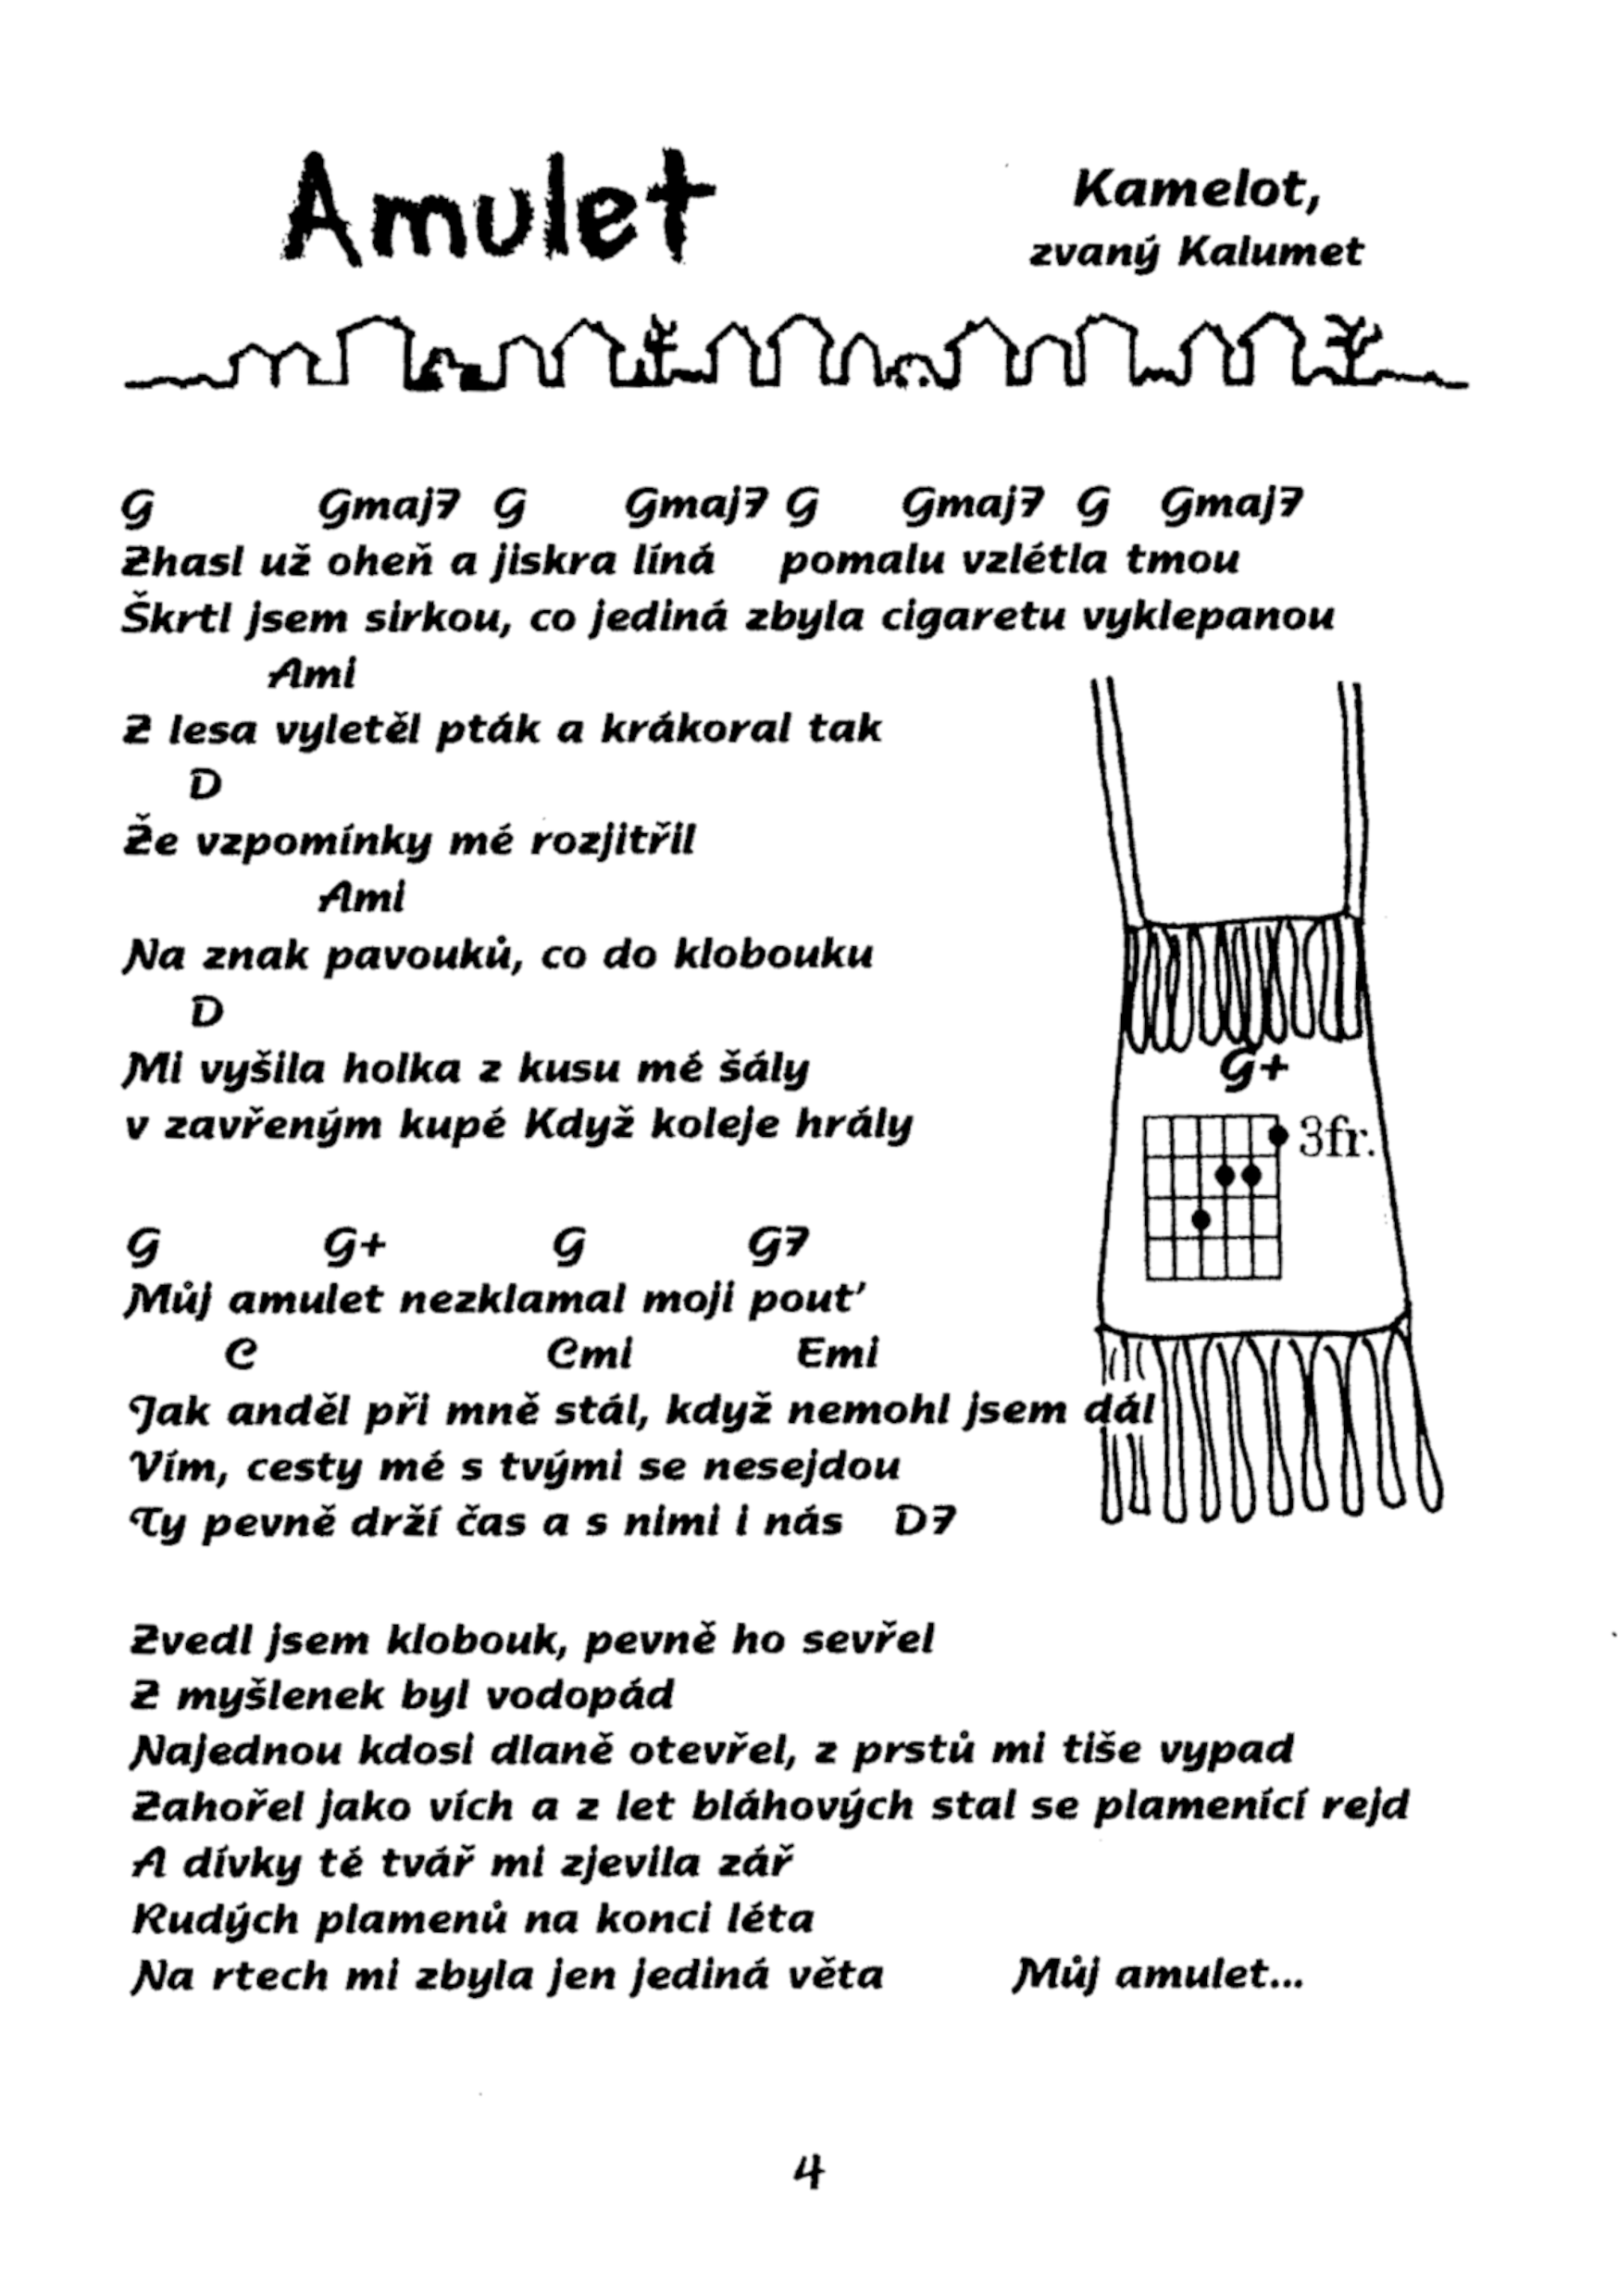 Amulet
Kamelot,
zvaný Kalumet
G Gmaj7 G Gmaj7 G Gmaj7 G Gmaj7
Zhasl už oheň a jiskra líná pomalu vzlétla tmou
Škrtl jsem sirkou, co jediná zbyla cigaretu vyklepanou
Ami
Z lesa vyletěl pták a krákoral tak
D
Že vzpomínky mé rozjitřil
Ami
Na znak pavouků, co do klobouku
D
Mi vyšila holka z kusu mé šály
v zavřeným kupé Když koleje hrály
G+
3fr.
G G+ G G7
Můj amulet nezklamal moji pouť
C Cmi Emi
Jak anděl při mně stál, když nemohl jsem dál
Vím, cesty mé s tvými se nesejdou
Ty pevně drží čas a s nimi i nás D7
Zvedl jsem klobouk, pevně ho sevřel
Z myšlenek byl vodopád
Najednou kdosi dlaně otevřel, z prstů mi tiše vypad
Zahořel jako vích a z let bláhových stal se plamenící rejd
A dívky té tvář mi zjevila zář
Rudých plamenů na konci léta
Na rtech mi zbyla jen jediná věta Můj amulet...
4